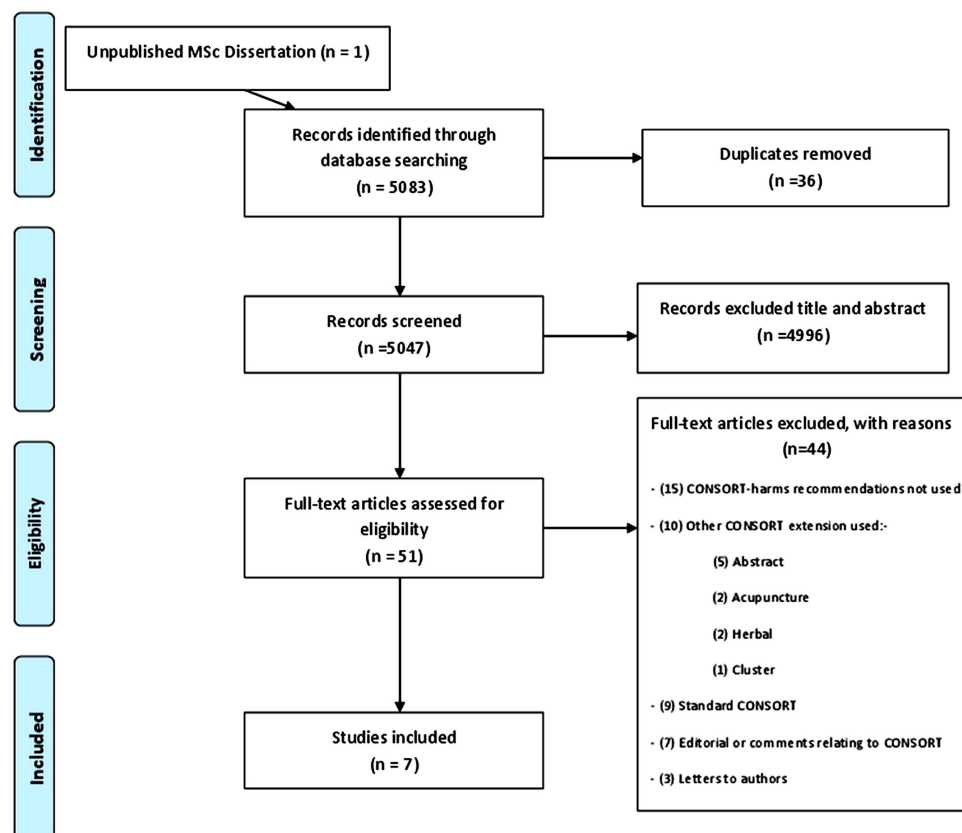 Identification
Unpublished MSc Dissertation (n = 1)
Records identified through
database searching
(n = 5083)
Duplicates removed
(n =36)
Screening
Records screened
(n =5047)
Records excluded title and abstract
(n =4996)
Eligibility
Full-text articles assessed for
eligibility
(n = 51)
Full-text articles excluded, with reasons
(n=44)
- (15) CONSORT-harms recommendations not used
- (10) Other CONSORT extension used:-
(5) Abstract
(2) Acupuncture
(2) Herbal
(1) Cluster
- (9) Standard CONSORT
- (7) Editorial or comments relating to CONSORT
- (3) Letters to authors
Included
Studies included
(n = 7)